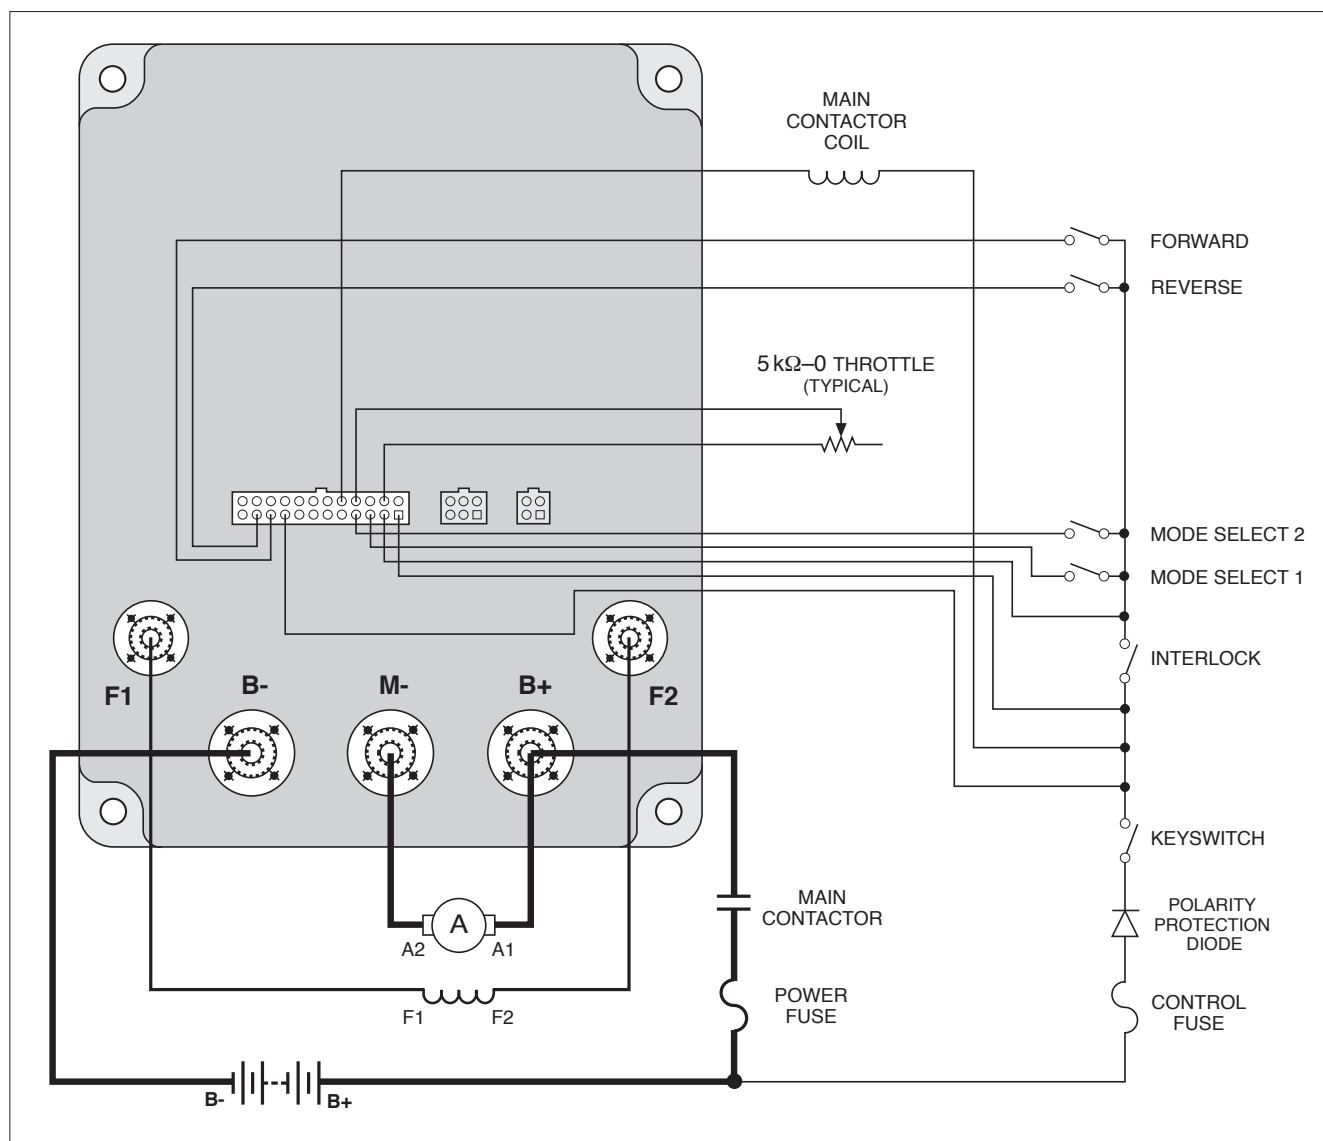 MAIN
CONTACTOR
COIL
FORWARD
REVERSE
5 kΩ–0 THROTTLE
(TYPICAL)
MODE SELECT 2
MODE SELECT 1
INTERLOCK
F1
B-
M-
B+
F2
KEYSWITCH
A
A2
A1
MAIN
CONTACTOR
POLARITY
PROTECTION
DIODE
POWER
FUSE
CONTROL
FUSE
F1
F2
B-
B+